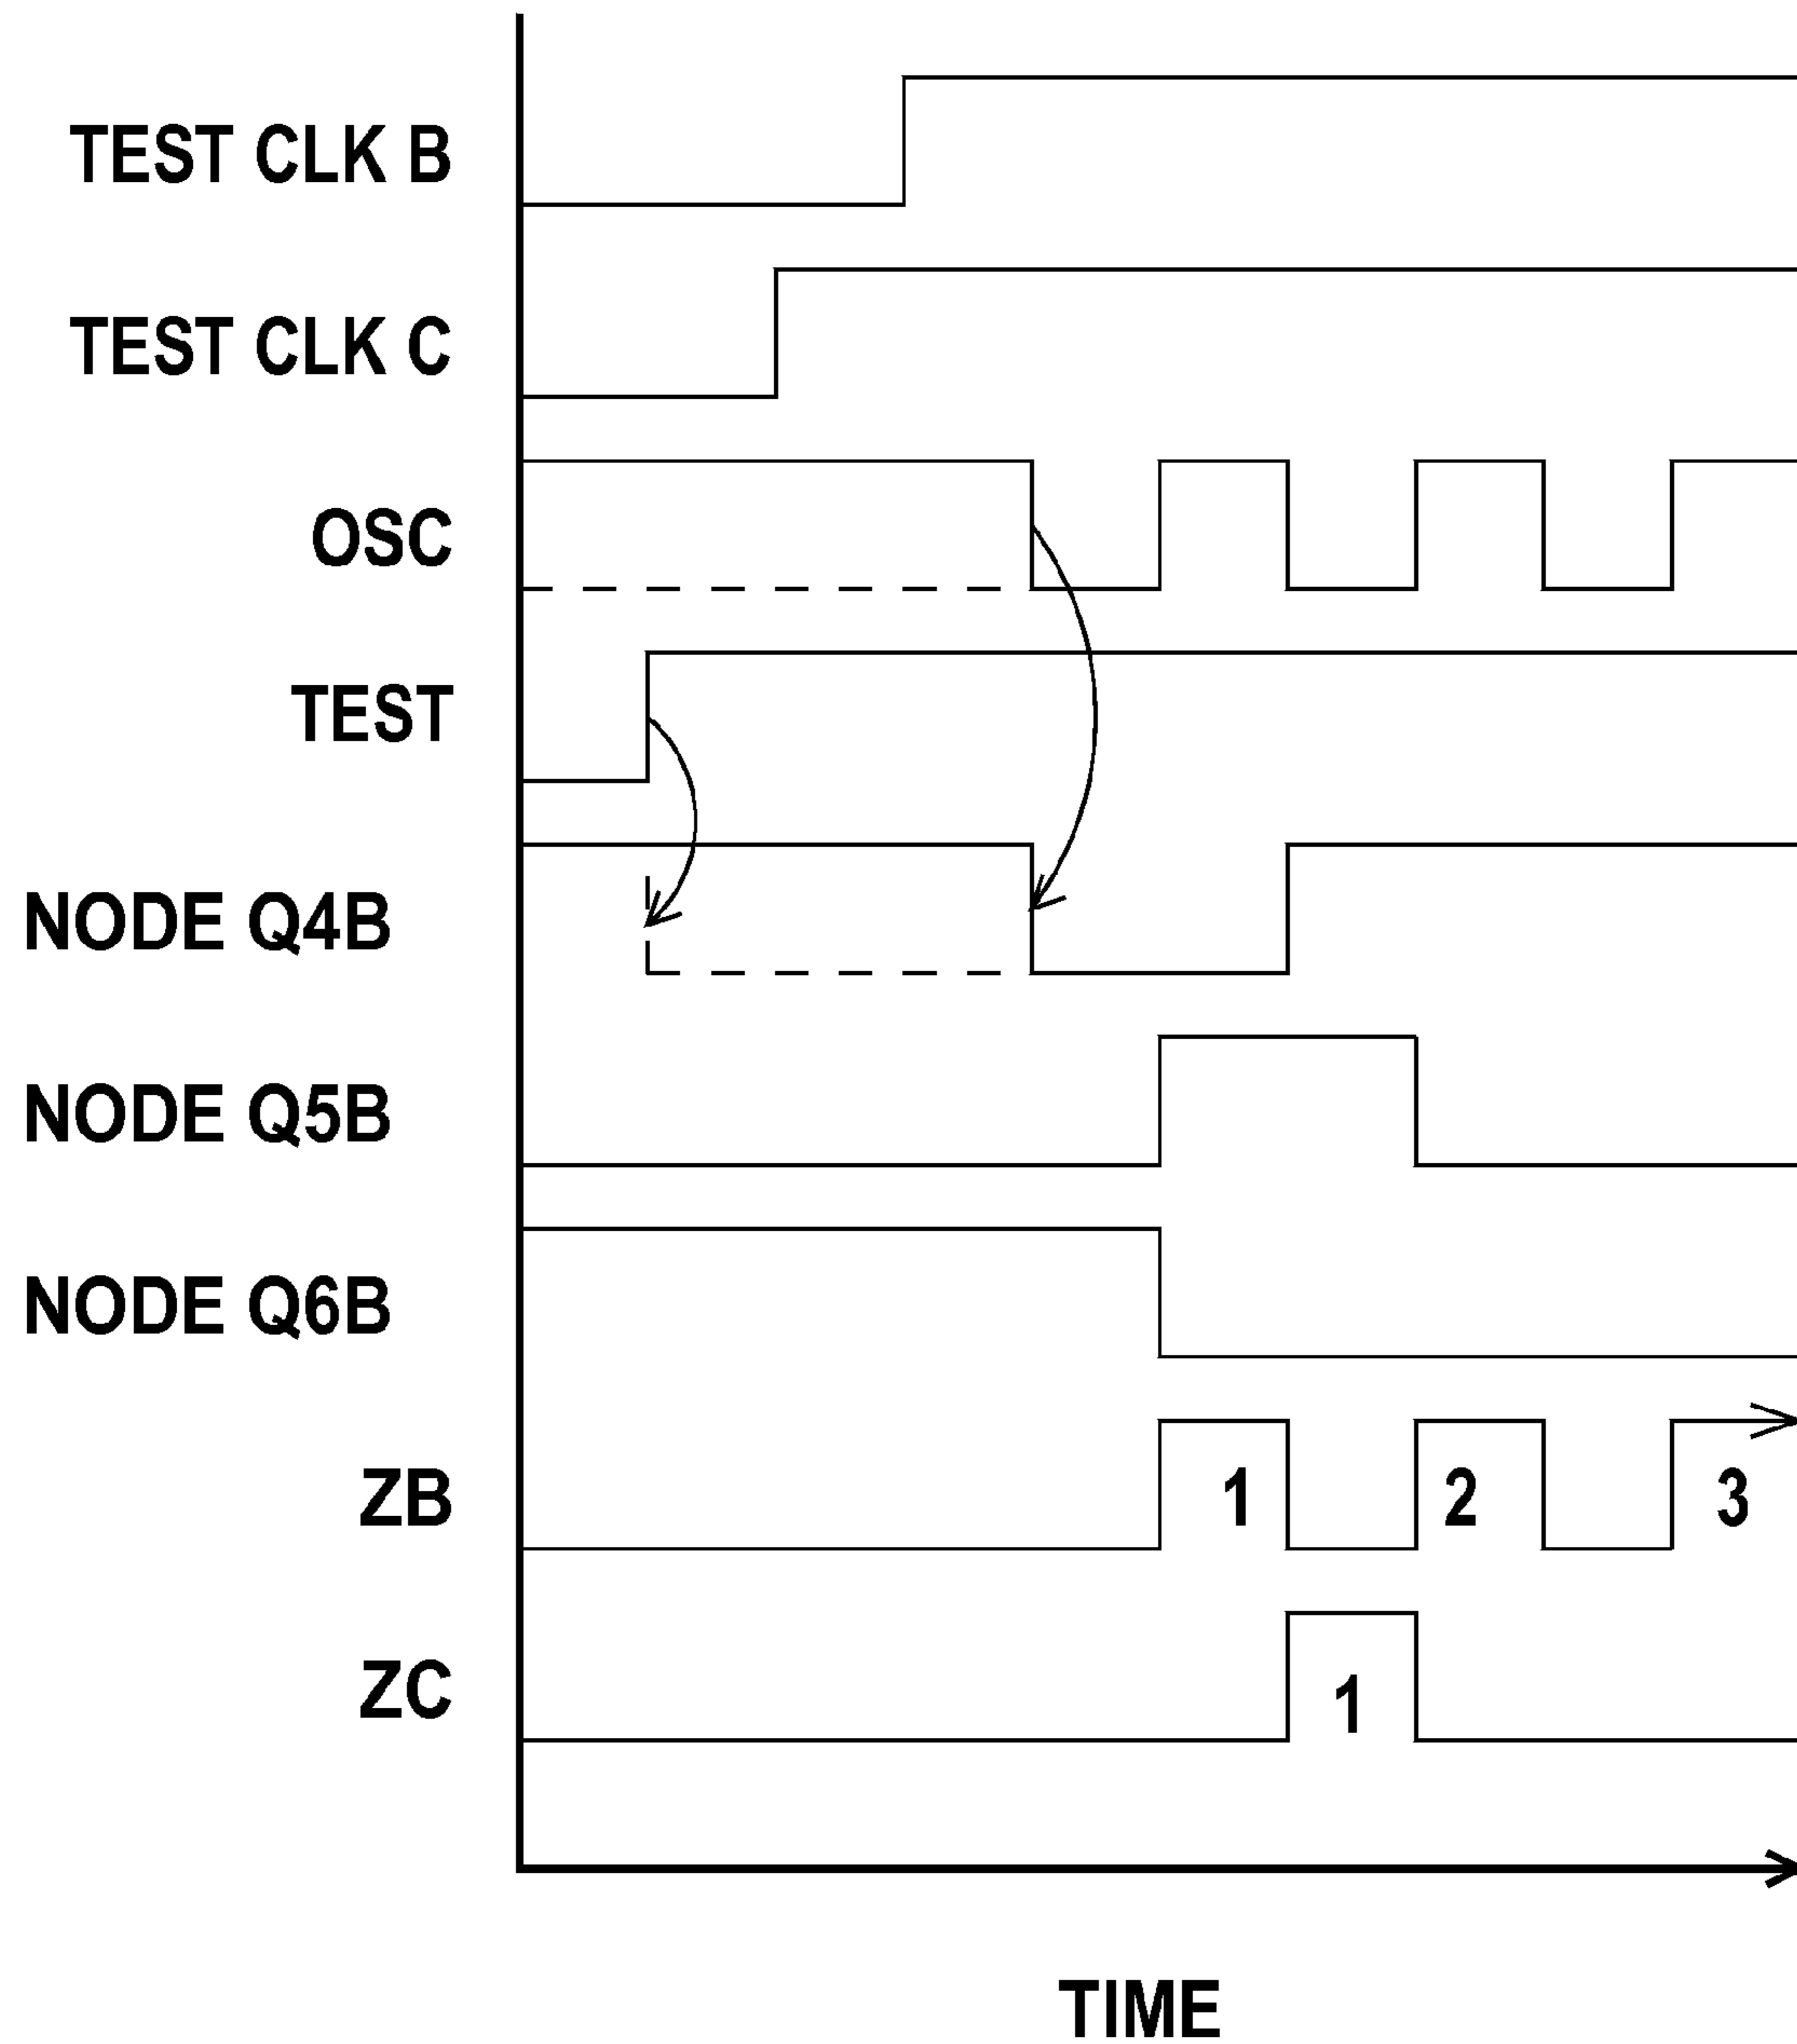 TEST CLK B
TEST CLK C
OSC
TEST
NODE Q4B
NODE Q5B
NODE Q6B
ZB 1 2 3
ZC 1
TIME